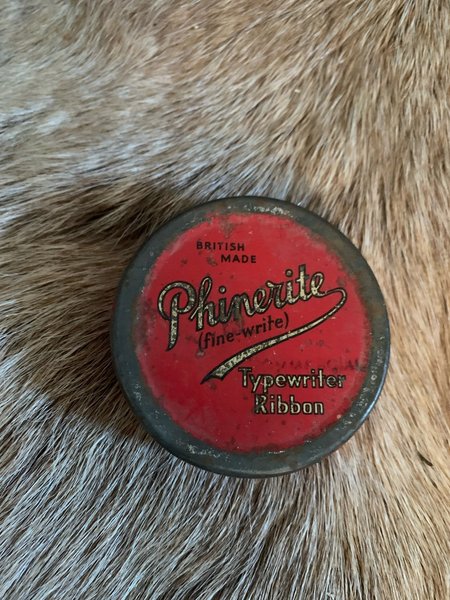 BRITISH
MADE
Phinerite
(fine-write)
Typewriter
Ribbon